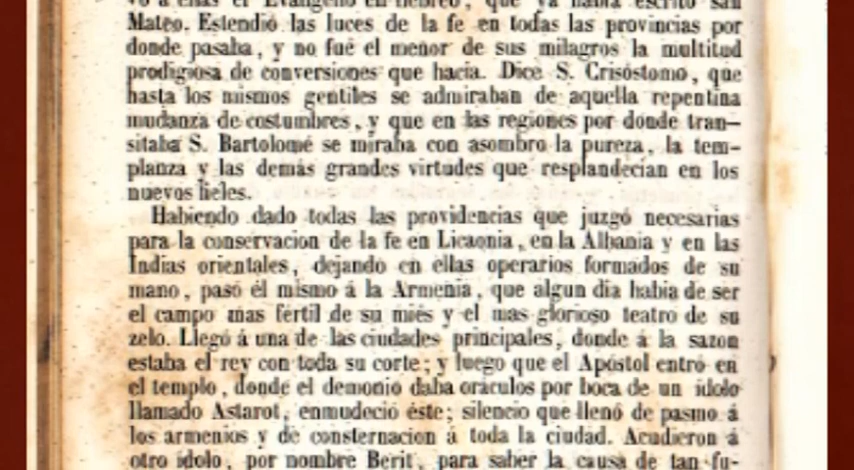 vó á ellas el Evangelio en hebreo, que ya habia escrito san
Mateo. Estendió las luces de la fe en todas las provincias por
donde pasaba, y no fué el menor de sus milagros la multitud
prodigiosa de conversiones que hacia. Dice S. Crisóstomo, que
hasta los mismos gentiles se admiraban de aquella repentina
mudanza de costumbres, y que en las regiones por donde tran-
sitaba S. Bartolomé se miraba con asombro la pureza, la tem-
planza y las demás grandes virtudes que resplandecian en los
nuevos fieles.
Habiendo dado todas las providencias que juzgó necesarias
para la conservacion de la fe en Licaonia, en la Albania y en las
Indias orientales, dejando en ellas operarios formados de su
mano, pasó él mismo á la Armenia, que algun dia habia de ser
el campo mas fértil de su miés y el mas glorioso teatro de su
zelo. Llegó á una de las ciudades principales, donde á la sazon
estaba el rey con toda su corte; y luego que el Apóstol entró en
el templo, donde el demonio daba oráculos por boca de un ídolo
llamado Astarot, enmudeció éste; silencio que llenó de pasmo á
los armenios y de consternacion á toda la ciudad. Acudieron á
otro ídolo, por nombre Berit, para saber la causa de tan fu-